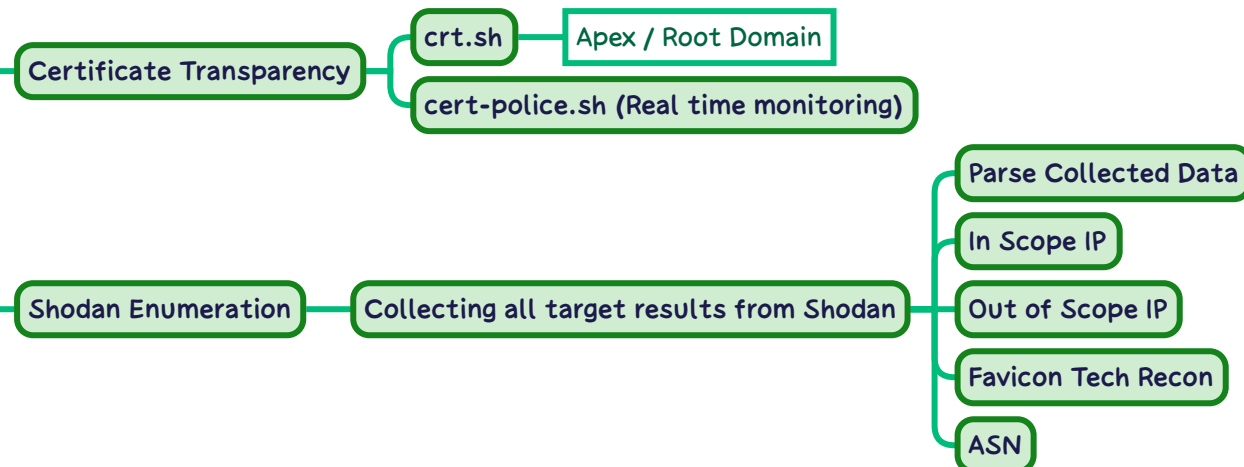 crt.sh
Apex / Root Domain
Certificate Transparency
cert-police.sh (Real time monitoring)
Parse Collected Data
In Scope IP
Shodan Enumeration
Collecting all target results from Shodan
Out of Scope IP
Favicon Tech Recon
ASN